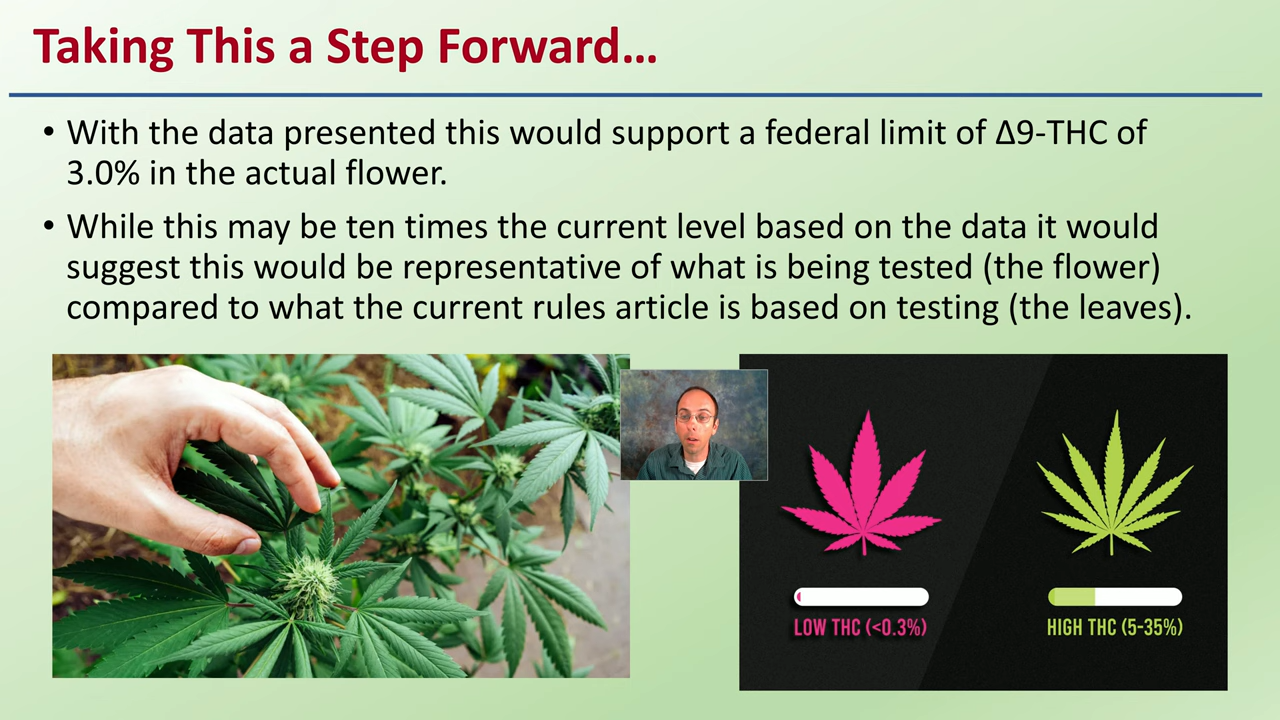 Taking This a Step Forward…
• With the data presented this would support a federal limit of Δ9-THC of
3.0% in the actual flower.
• While this may be ten times the current level based on the data it would
suggest this would be representative of what is being tested (the flower)
compared to what the current rules article is based on testing (the leaves).
LOW THC (<0.3%)
HIGH THC (5-35%)